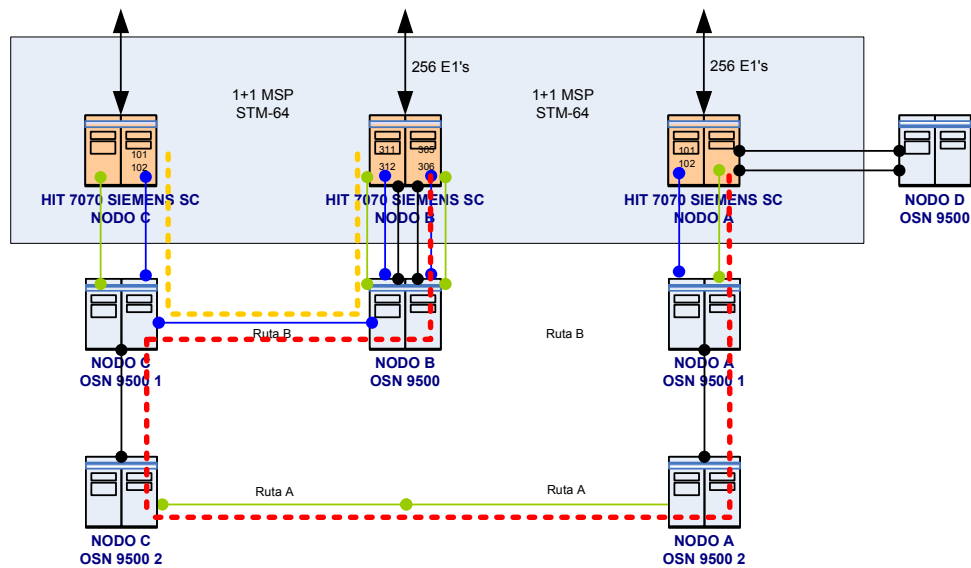 256 E1's
256 E1's
1+1 MSP
STM-64
1+1 MSP
STM-64
101
102
311
312
305
306
101
102
HIT 7070 SIEMENS SC
NODO C
HIT 7070 SIEMENS SC
NODO B
HIT 7070 SIEMENS SC
NODO A
NODO D
OSN 9500
Ruta B
Ruta B
NODO C
OSN 9500 1
NODO B
OSN 9500
NODO A
OSN 9500 1
Ruta A
Ruta A
NODO C
OSN 9500 2
NODO A
OSN 9500 2